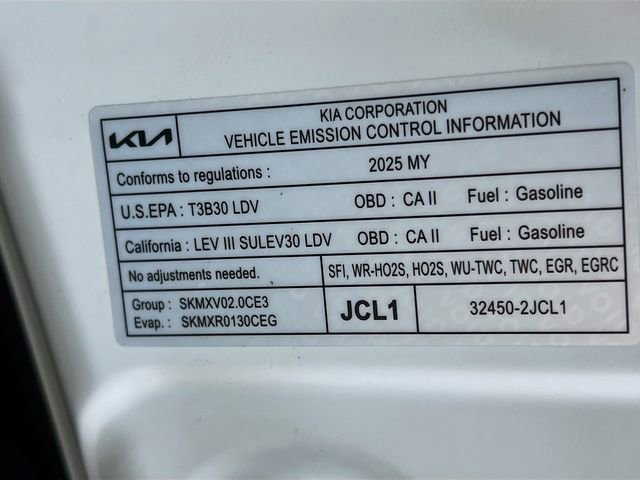 KIA
KIA CORPORATION
VEHICLE EMISSION CONTROL INFORMATION
Conforms to regulations : 2025 MY
U.S.EPA : T3B30 LDV OBD : CA II Fuel : Gasoline
California : LEV III SULEV30 LDV OBD : CA II Fuel : Gasoline
No adjustments needed. SFI, WR-HO2S, HO2S, WU-TWC, TWC, EGR, EGRC
Group : SKMXV02.0CE3
Evap. : SKMXR0130CEG
JCL1
32450-2JCL1